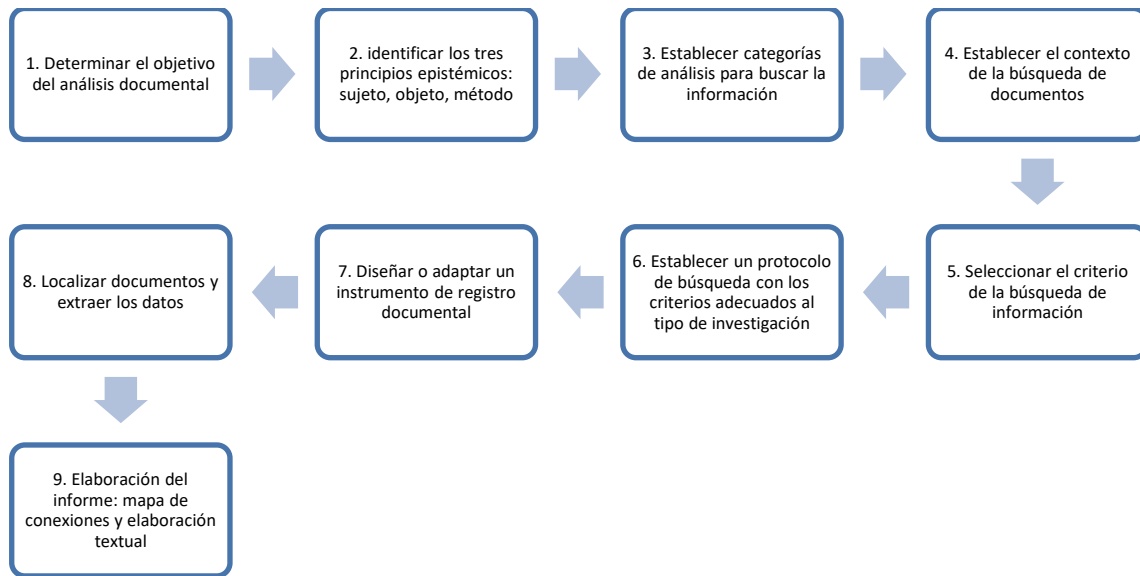 1. Determinar el objetivo
del análisis documental
2. identificar los tres
principios epistémicos:
sujeto, objeto, método
3. Establecer categorías
de análisis para buscar la
información
4. Establecer el contexto
de la búsqueda de
documentos
5. Seleccionar el criterio
de la búsqueda de
información
6. Establecer un protocolo
de búsqueda con los
criterios adecuados al
tipo de investigación
7. Diseñar o adaptar un
instrumento de registro
documental
8. Localizar documentos y
extraer los datos
9. Elaboración del
informe: mapa de
conexiones y elaboración
textual